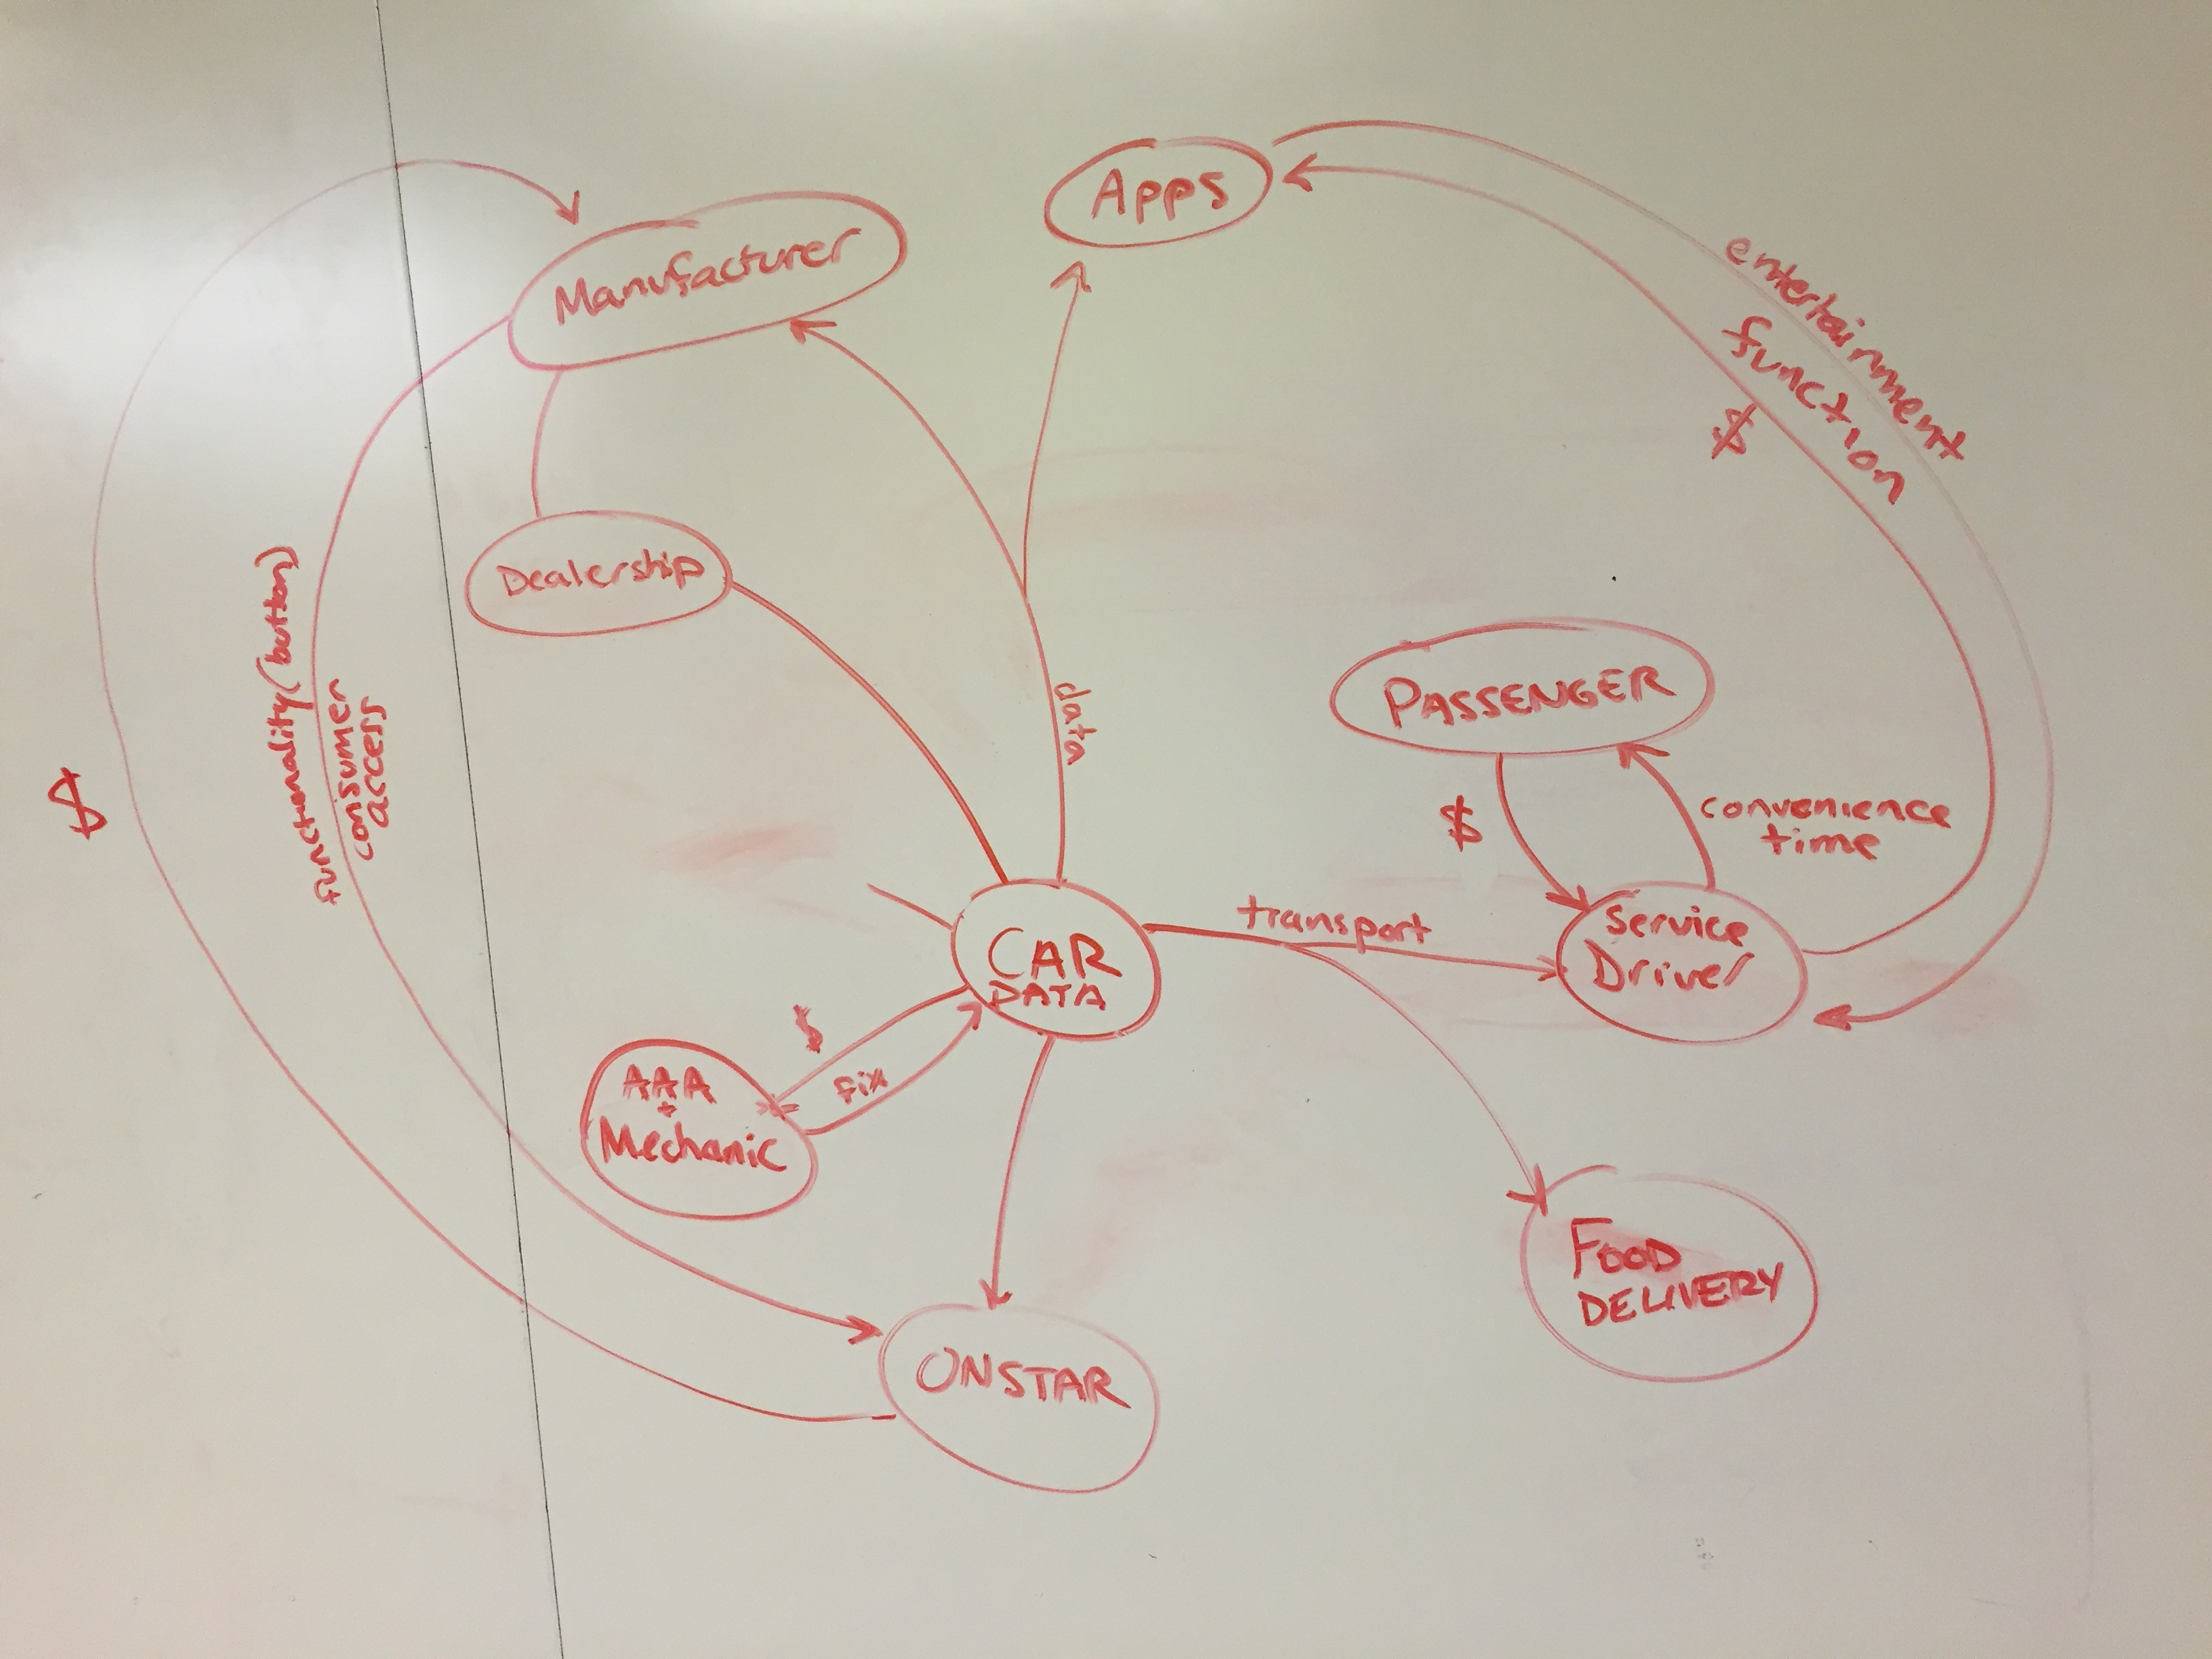 Apps
Manufacturer
entertainment
function
$
Dealership
functionality (button)
consumer
access
data
PASSENGER
$
$
convenience
time
transport
Service
Driver
CAR
DATA
$
fix
AAA
+
Mechanic
FOOD
DELIVERY
ONSTAR